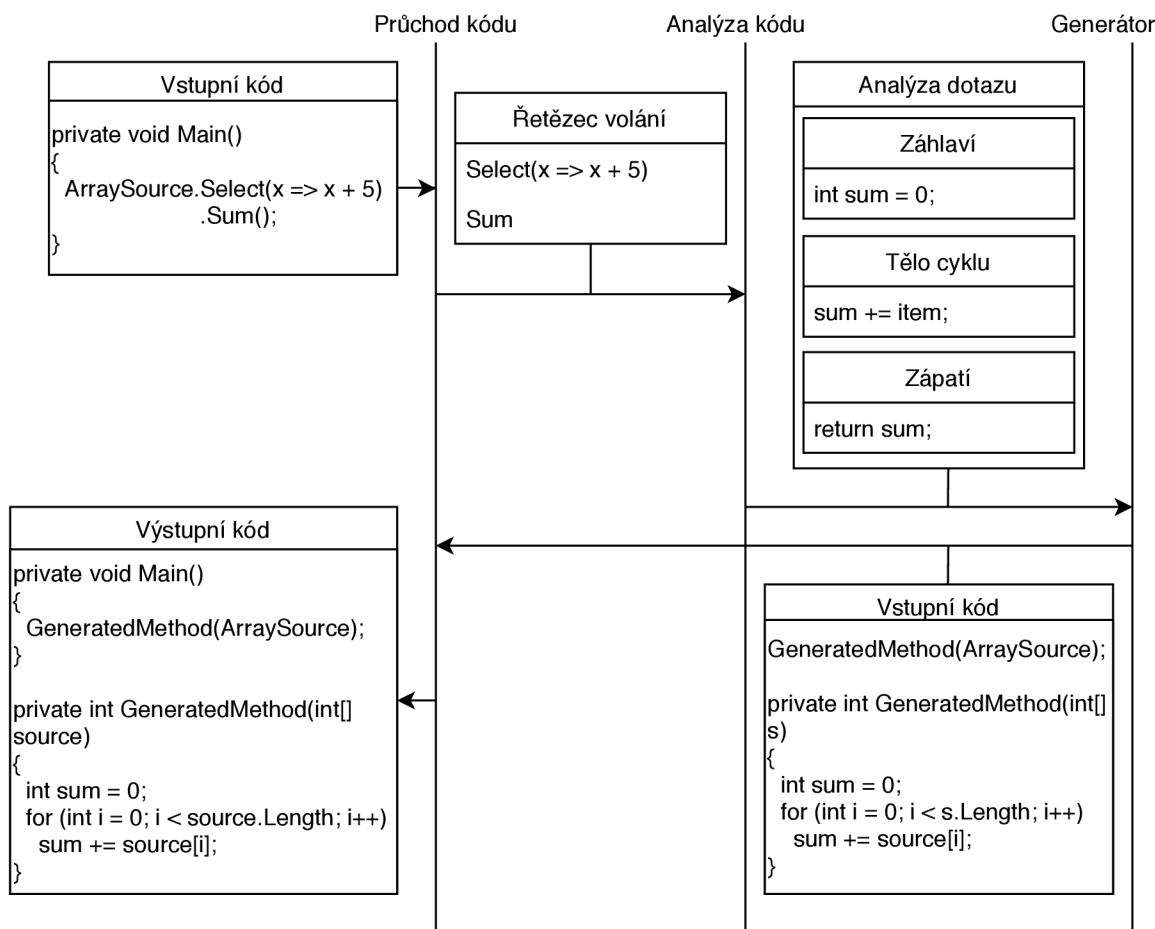 Průchod kódu
Analýza kódu
Generátor
Vstupní kód
private void Main()
{
ArraySource.Select(x => x + 5)
.Sum();
}
Řetězec volání
Select(x => x + 5)
Sum
Analýza dotazu
Záhlaví
int sum = 0;
Tělo cyklu
sum += item;
Zápatí
return sum;
Výstupní kód
private void Main()
{
GeneratedMethod(ArraySource);
}
private int GeneratedMethod(int[]
source)
{
int sum = 0;
for (int i = 0; i < source.Length; i++)
sum += source[i];
}
Vstupní kód
GeneratedMethod(ArraySource);
private int GeneratedMethod(int[]
s)
{
int sum = 0;
for (int i = 0; i < s.Length; i++)
sum += source[i];
}